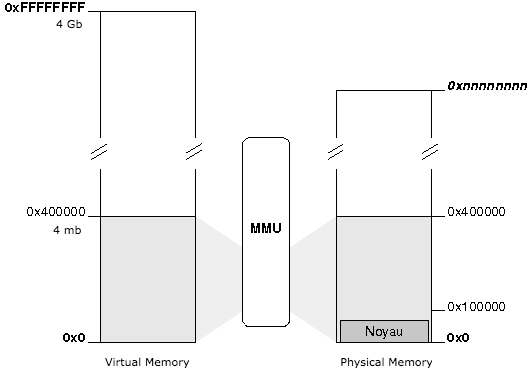 0xFFFFFFFF
4 Gb
0xnnnnnnnn
0x400000
4 mb
MMU
0x400000
0x100000
Noyau
0x0
0x0
Virtual Memory
Physical Memory